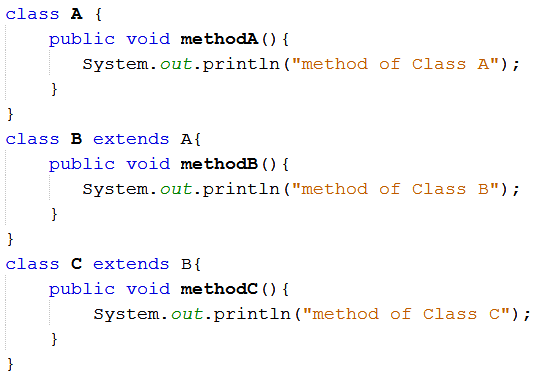 class A {
    public void methodA(){
       System.out.println("method of Class A");
    }
}
class B extends A{
    public void methodB(){
       System.out.println("method of Class B");
    }
}
class C extends B{
    public void methodC(){
        System.out.println("method of Class C");
    }
}